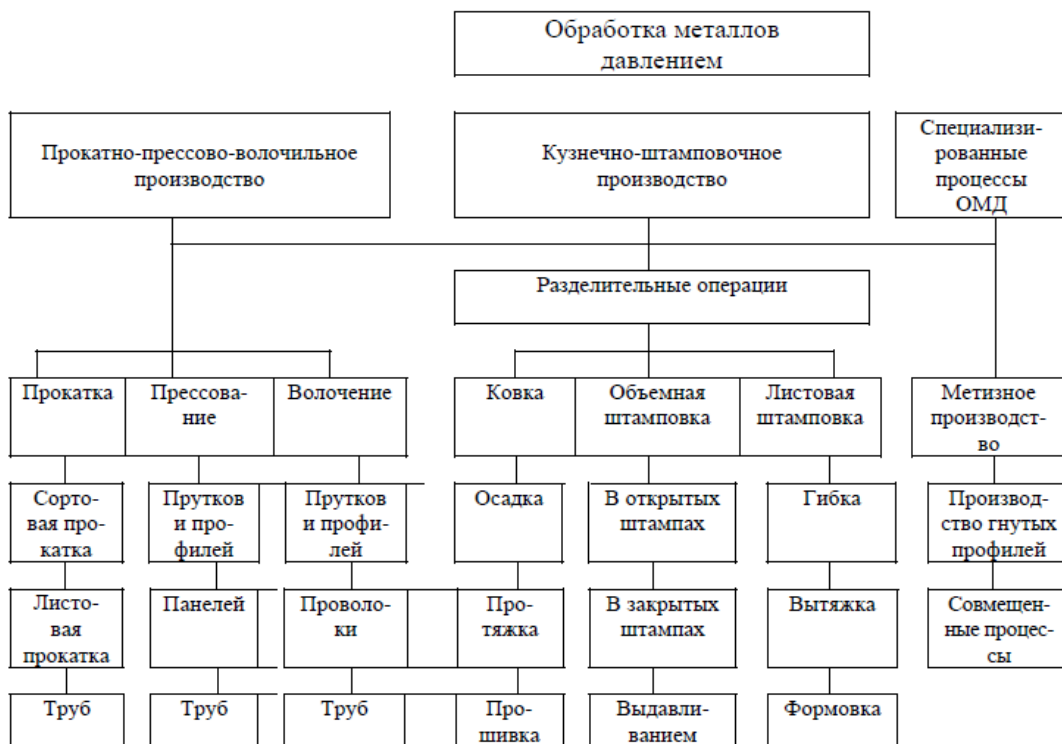 Обработка металлов
давлением
Прокатно-прессово-волочильное
производство
Кузнечно-штамповочное
производство
Специализи-
рованные
процессы
ОМД
Разделительные операции
Прокатка
Прессова-
ние
Волочение
Ковка
Объемная
штамповка
Листовая
штамповка
Метизное
производст-
во
Сорто-
вая про-
катка
Прутков
и про-
филей
Прутков
и профи-
лей
Осадка
В открытых
штампах
Гибка
Производ-
ство гнутых
профилей
Листо-
вая
прокатка
Панелей
Проволо-
ки
Про-
тяжка
В закрытых
штампах
Вытяжка
Совмещен-
ные процес-
сы
Труб
Труб
Труб
Про-
шивка
Выдавли-
ванием
Формовка